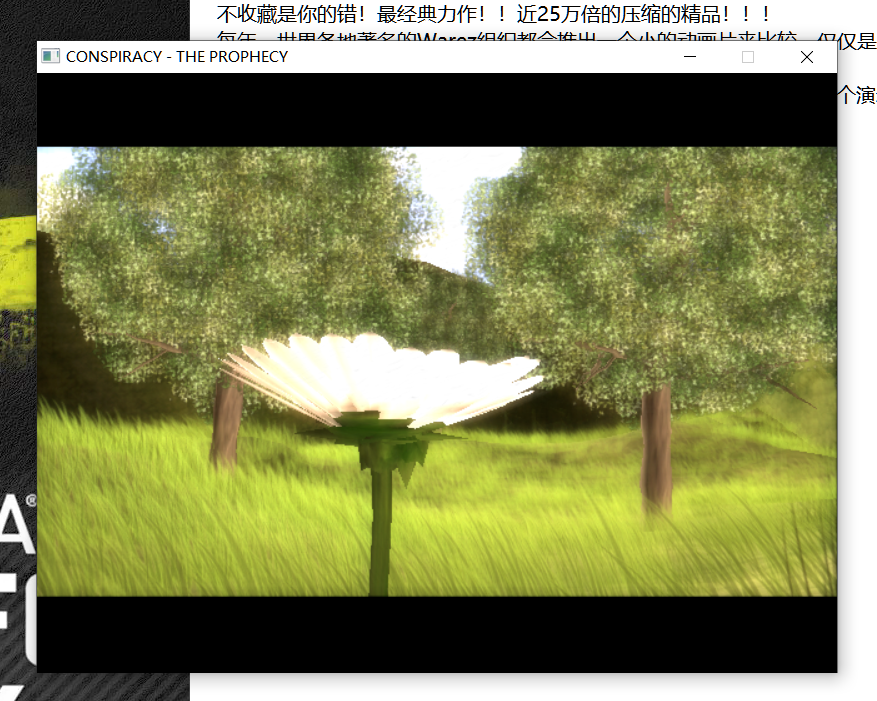 不收藏是你的错！最经典力作！！近25万倍的压缩的精品！！！
每年，世界各地著名的Warez组织都会推出一个小的动画片来比较，仅仅是
CONSPIRACY - THE PROPHECY
个演
A®